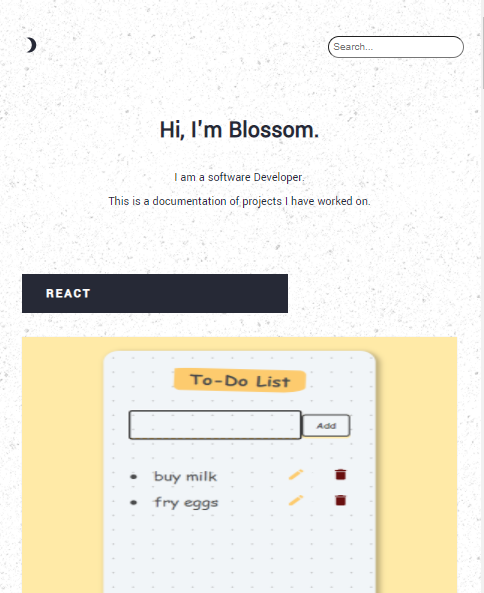 Search...
Hi, I'm Blossom.
I am a software Developer.
This is a documentation of projects I have worked on.
REACT
To-Do List
Add
buy milk
fry eggs